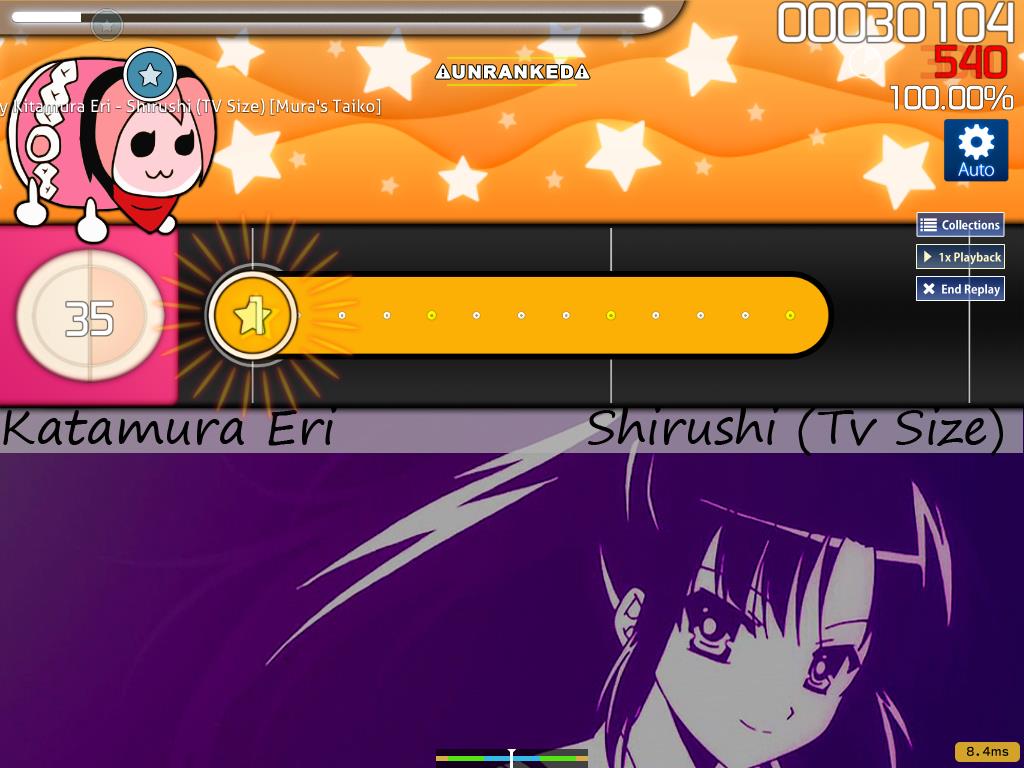 00030104
⚠UNRANKED⚠
540
y Kitamura Eri - Shirushi (TV Size) [Mura's Taiko]
100.00%
Auto
Collections
1x Playback
End Replay
35
1
Katamura Eri
Shirushi (Tv Size)
8.4ms